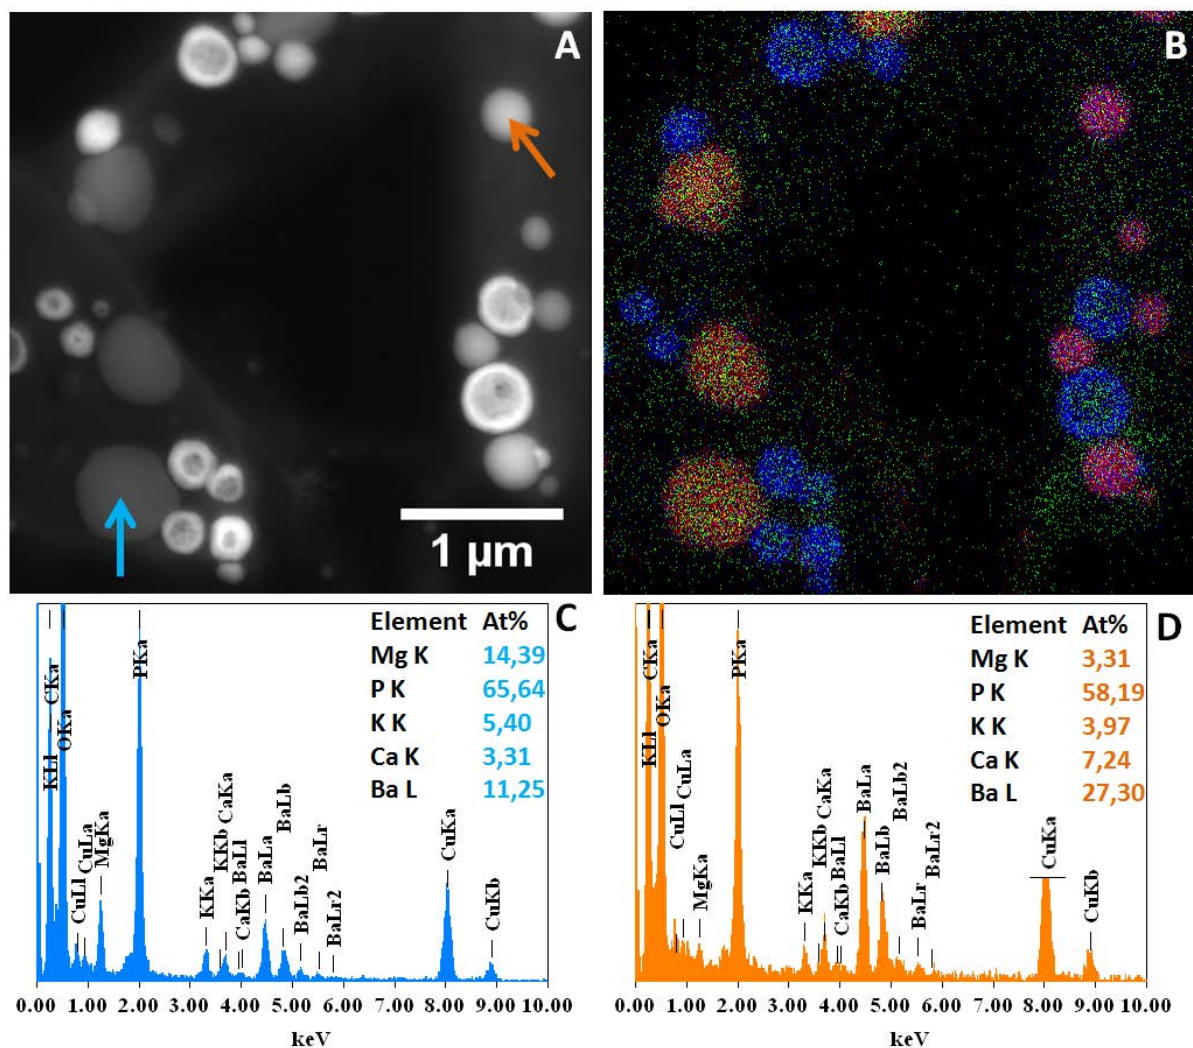 A
B
1 µm
C
Element At%
Mg K 14,39
P K 65,64
K K 5,40
Ca K 3,31
Ba L 11,25
KLl
CKa
OKa
CuLl
CuLa
MgKa
PKa
KKa
KKb
CaKa
CaKb
BaLl
BaLa
BaLb
BaLb2
BaLr
BaLr2
CuKa
CuKb
0.00 1.00 2.00 3.00 4.00 5.00 6.00 7.00 8.00 9.00 10.00
keV
D
Element At%
Mg K 3,31
P K 58,19
K K 3,97
Ca K 7,24
Ba L 27,30
KLl
CKa
OKa
CuLl
CuLa
MgKa
PKa
KKa
KKb
CaKa
CaKb
BaLl
BaLa
BaLb
BaLb2
BaLr
BaLr2
CuKa
CuKb
0.00 1.00 2.00 3.00 4.00 5.00 6.00 7.00 8.00 9.00 10.00
keV